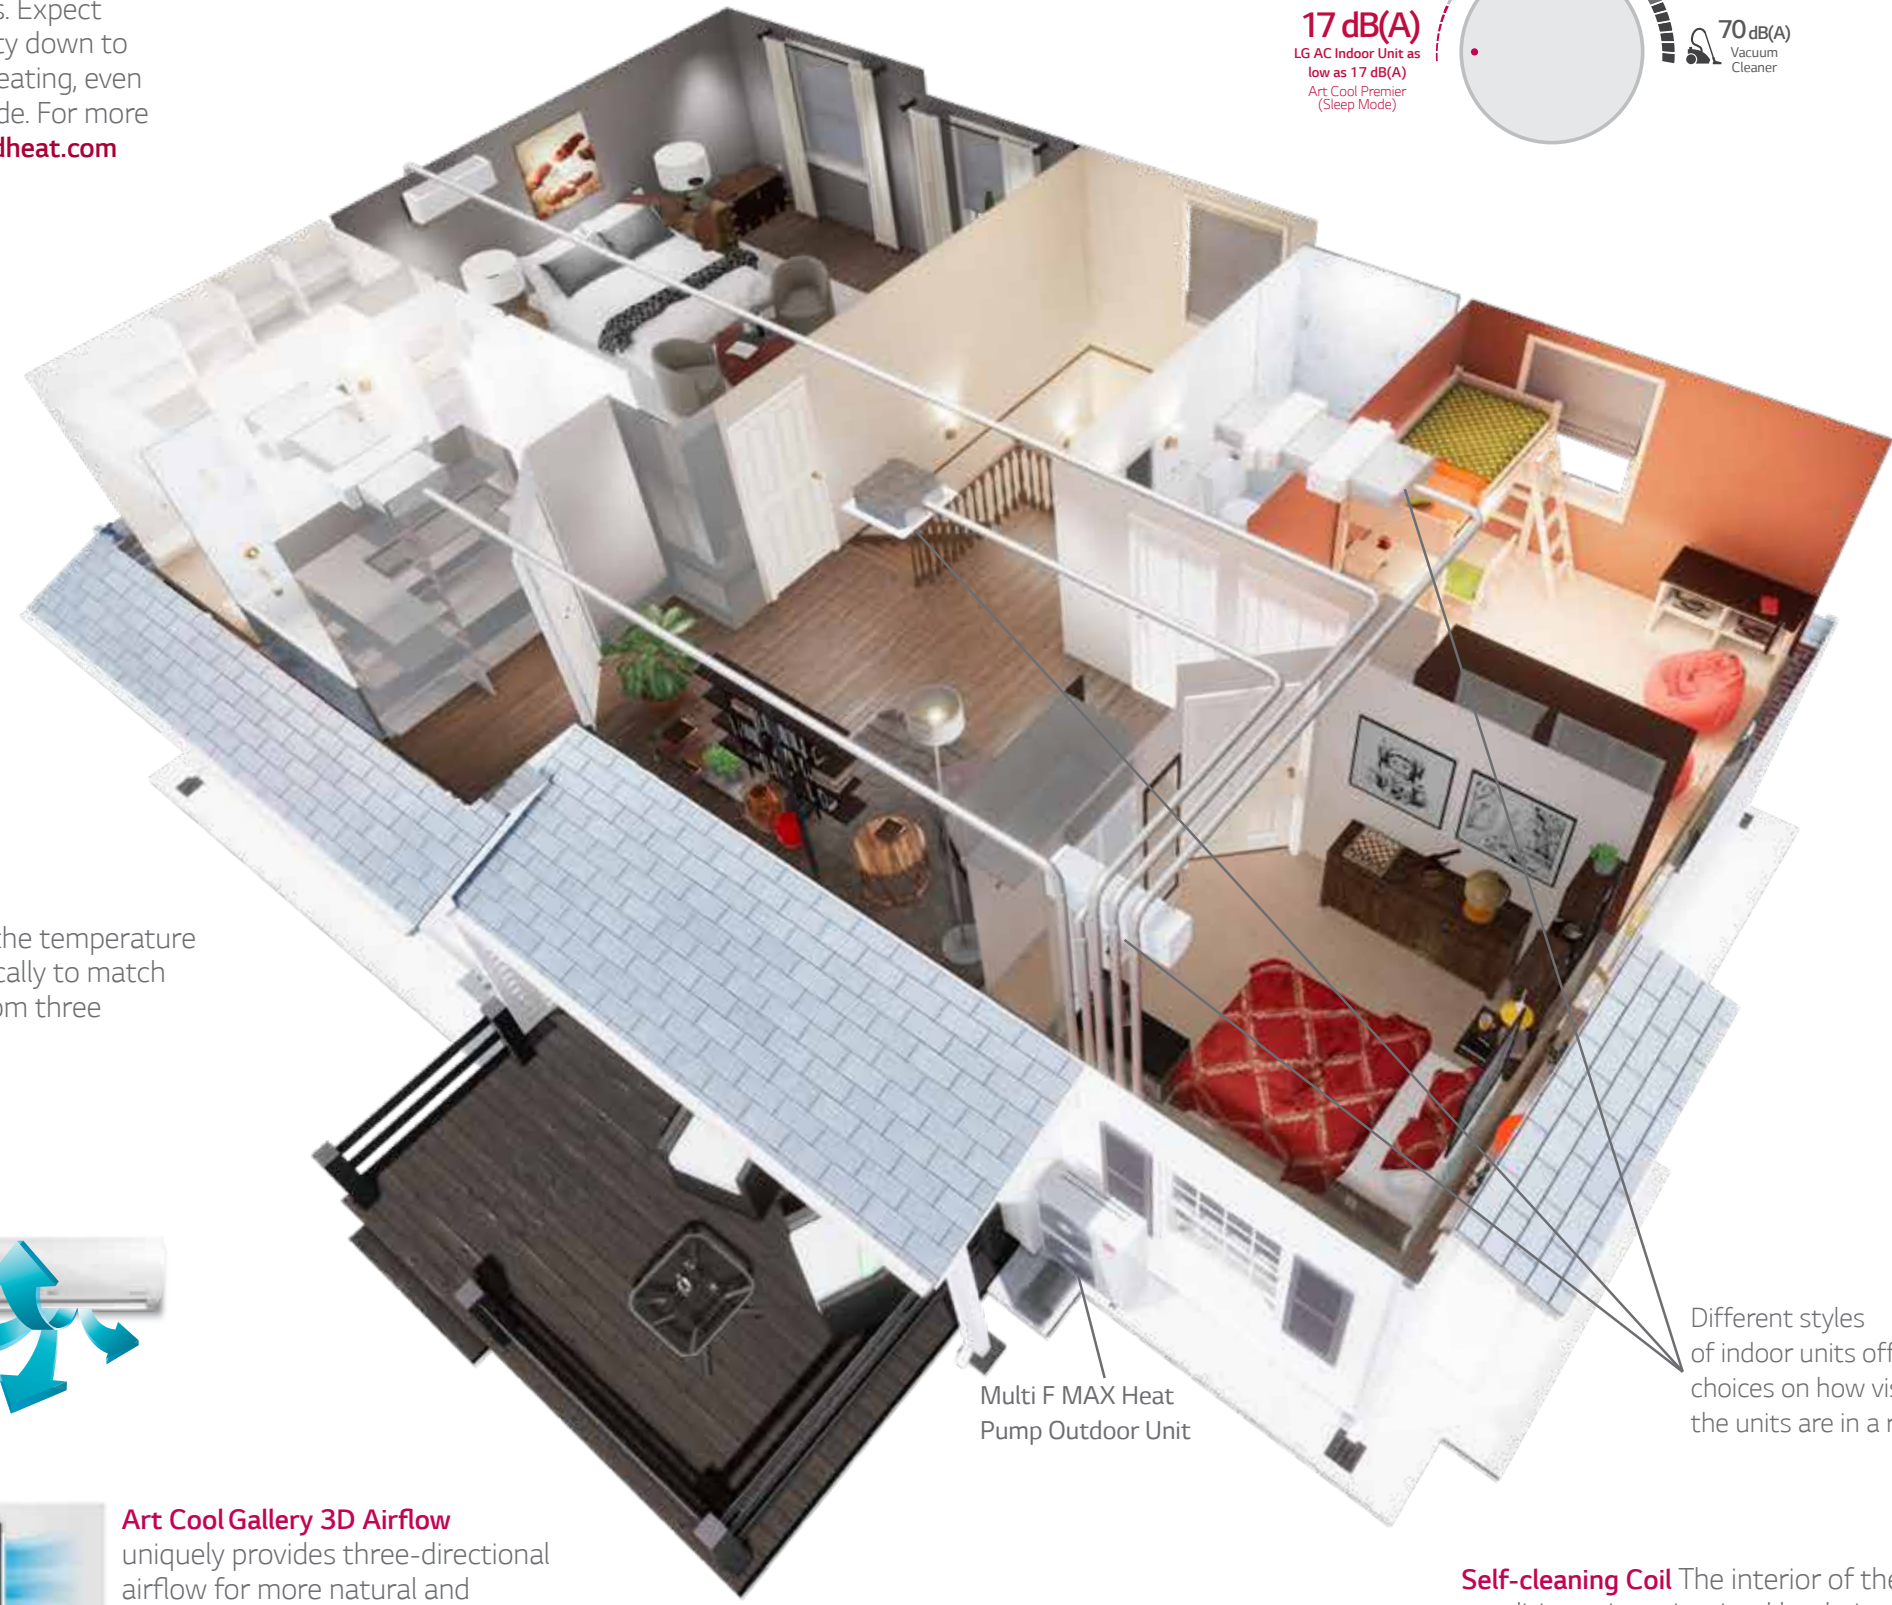 s. Expect
ty down to
eating, even
de. For more
dheat.com
17 dB(A)
LG AC Indoor Unit as
low as 17 dB(A)
Art Cool Premier
(Sleep Mode)
70 dB(A)
Vacuum
Cleaner
the temperature
cally to match
om three
Multi F MAX Heat
Pump Outdoor Unit
Different styles
of indoor units off
choices on how vis
the units are in a r
Art Cool Gallery 3D Airflow
uniquely provides three-directional
airflow for more natural and
Self-cleaning Coil The interior of the